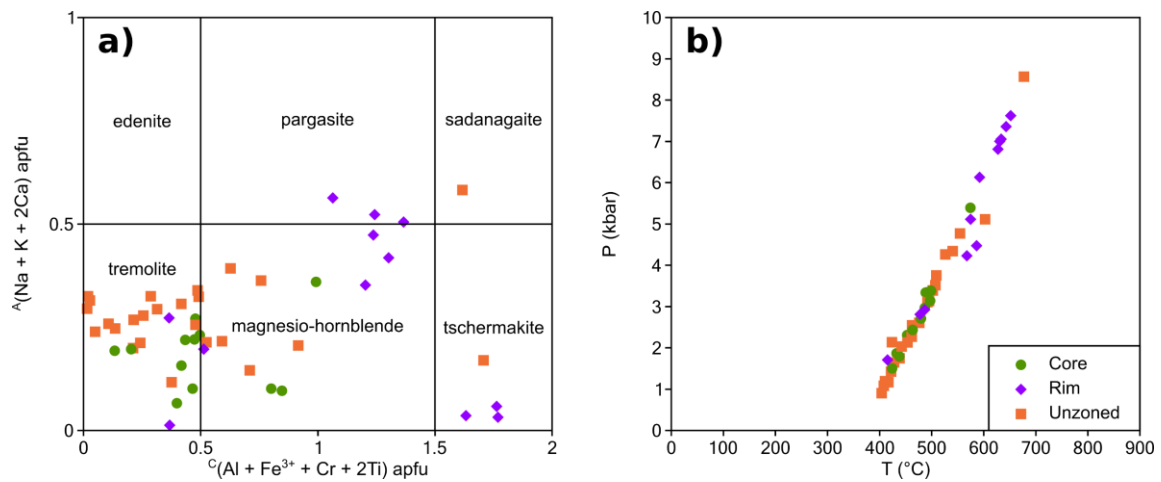 a)
1
0.5
0
ᴬ(Na + K + 2Ca) apfu
edenite
pargasite
sadanagaite
tremolite
magnesio-hornblende
tschermakite
0 0.5 1 1.5 2
ᶜ(Al + Fe³⁺ + Cr + 2Ti) apfu
b)
10
9
8
7
6
5
4
3
2
1
0
P (kbar)
0 100 200 300 400 500 600 700 800 900
T (°C)
Core
Rim
Unzoned